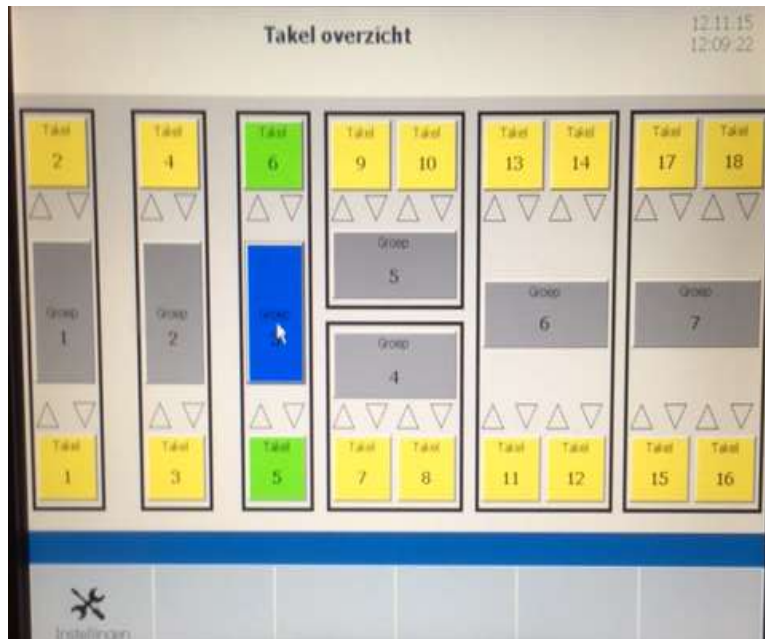 Takel overzicht
12.11.15
12:09:22
Takel Takel Takel Takel Takel Takel Takel Takel Takel
2 4 6 9 10 13 14 17 18
Groep
5
Groep Groep
6 7
Groep Groep Groep
1 2 3
Groep
4
Takel Takel Takel Takel Takel Takel Takel Takel Takel
1 3 5 7 8 11 12 15 16
Instellingen